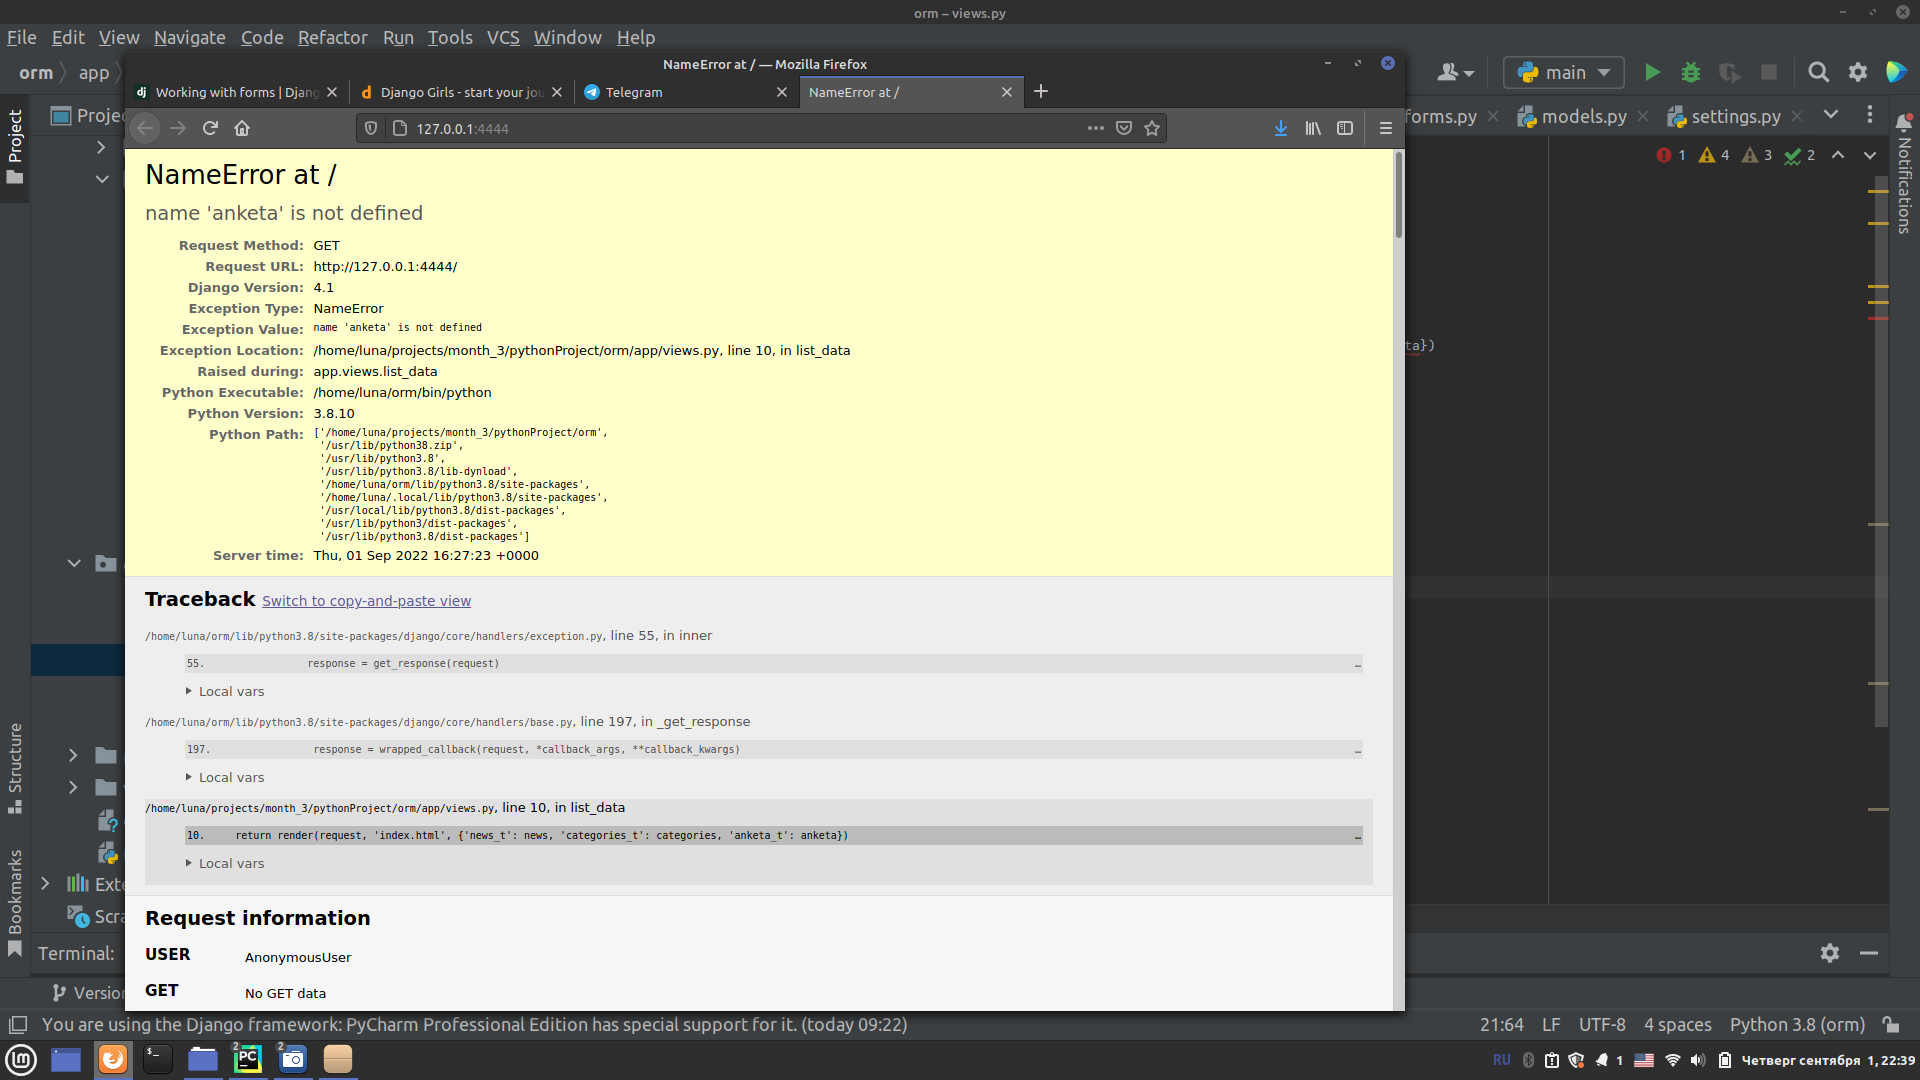 orm – views.py
File Edit View Navigate Code Refactor Run Tools VCS Window Help
orm app
main
NameError at / — Mozilla Firefox
Working with forms | Djang
Django Girls - start your jou
Telegram
NameError at /
127.0.0.1:4444
Projec
forms.py
models.py
settings.py
1 4 3 2
Project
Notifications
Structure
Bookmarks
ta})
NameError at /
name 'anketa' is not defined
Request Method: GET
Request URL: http://127.0.0.1:4444/
Django Version: 4.1
Exception Type: NameError
Exception Value: name 'anketa' is not defined
Exception Location: /home/luna/projects/month_3/pythonProject/orm/app/views.py, line 10, in list_data
Raised during: app.views.list_data
Python Executable: /home/luna/orm/bin/python
Python Version: 3.8.10
Python Path: ['/home/luna/projects/month_3/pythonProject/orm',
'/usr/lib/python38.zip',
'/usr/lib/python3.8',
'/usr/lib/python3.8/lib-dynload',
'/home/luna/orm/lib/python3.8/site-packages',
'/home/luna/.local/lib/python3.8/site-packages',
'/usr/local/lib/python3.8/dist-packages',
'/usr/lib/python3/dist-packages',
'/usr/lib/python3.8/dist-packages']
Server time: Thu, 01 Sep 2022 16:27:23 +0000
Traceback Switch to copy-and-paste view
/home/luna/orm/lib/python3.8/site-packages/django/core/handlers/exception.py, line 55, in inner
55. response = get_response(request) …
Local vars
/home/luna/orm/lib/python3.8/site-packages/django/core/handlers/base.py, line 197, in _get_response
197. response = wrapped_callback(request, *callback_args, **callback_kwargs) …
Local vars
/home/luna/projects/month_3/pythonProject/orm/app/views.py, line 10, in list_data
10. return render(request, 'index.html', {'news_t': news, 'categories_t': categories, 'anketa_t': anketa}) …
Local vars
Request information
USER AnonymousUser
GET No GET data
Exte
Scra
Terminal:
Version
You are using the Django framework: PyCharm Professional Edition has special support for it. (today 09:22)
21:64 LF UTF-8 4 spaces Python 3.8 (orm)
2 2
RU 1 Четверг сентября 1, 22:39